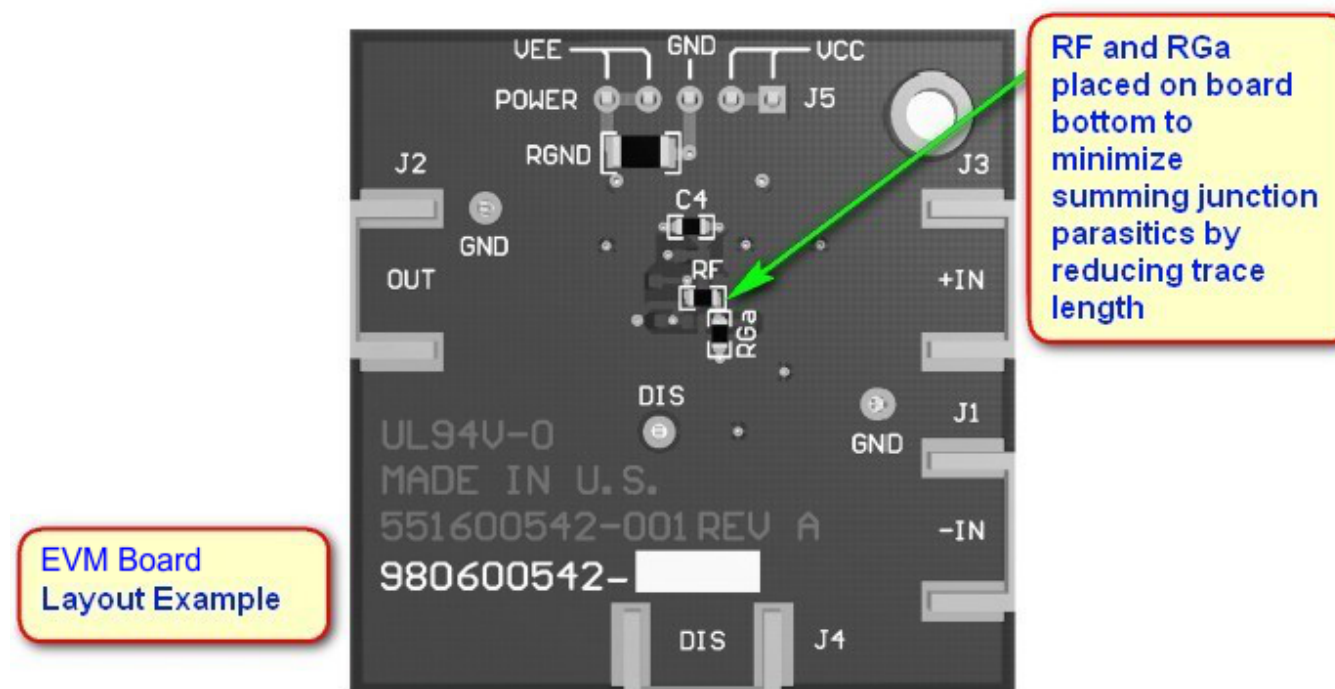 VEE GND VCC
POWER J5
RGND
J2
J3
C4
GND
OUT
RF
+IN
RGa
DIS
J1
GND
UL94V-0
MADE IN U.S.
551600542-001 REV A
-IN
980600542-
DIS J4
RF and RGa
placed on board
bottom to
minimize
summing junction
parasitics by
reducing trace
length
EVM Board
Layout Example